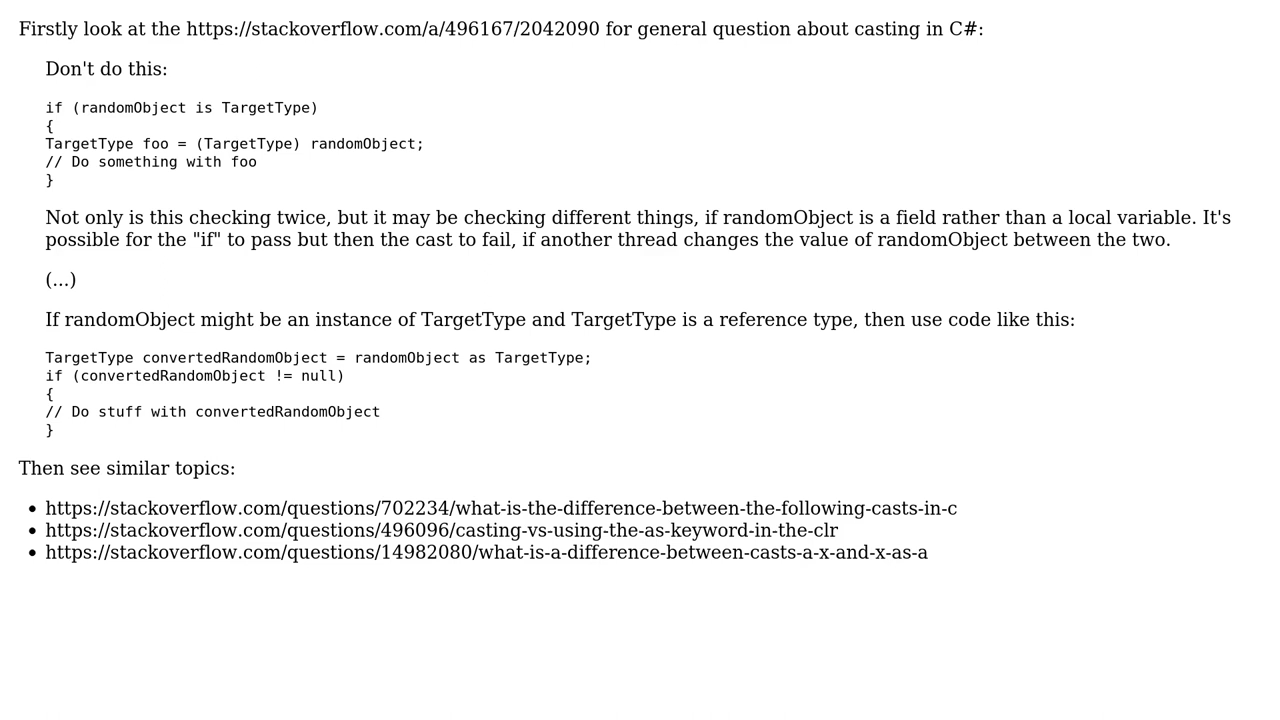 Firstly look at the https://stackoverflow.com/a/496167/2042090 for general question about casting in C#:
Don't do this:
if (randomObject is TargetType)
{
TargetType foo = (TargetType) randomObject;
// Do something with foo
}
Not only is this checking twice, but it may be checking different things, if randomObject is a field rather than a local variable. It's
possible for the "if" to pass but then the cast to fail, if another thread changes the value of randomObject between the two.
(...)
If randomObject might be an instance of TargetType and TargetType is a reference type, then use code like this:
TargetType convertedRandomObject = randomObject as TargetType;
if (convertedRandomObject != null)
{
// Do stuff with convertedRandomObject
}
Then see similar topics:
• https://stackoverflow.com/questions/702234/what-is-the-difference-between-the-following-casts-in-c
• https://stackoverflow.com/questions/496096/casting-vs-using-the-as-keyword-in-the-clr
• https://stackoverflow.com/questions/14982080/what-is-a-difference-between-casts-a-x-and-x-as-a